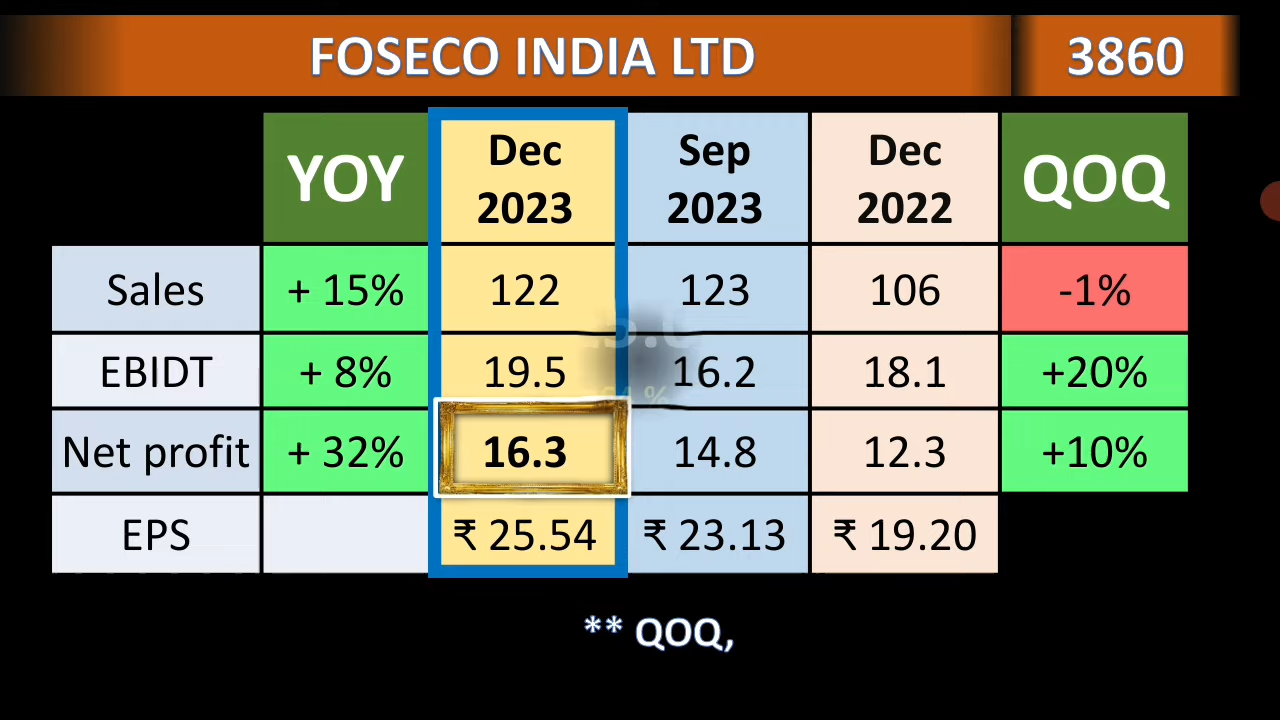 FOSECO INDIA LTD 3860
YOY Dec 2023 Sep 2023 Dec 2022 QOQ
Sales + 15% 122 123 106 -1%
EBIDT + 8% 19.5 16.2 18.1 +20%
Net profit + 32% 16.3 14.8 12.3 +10%
EPS ₹ 25.54 ₹ 23.13 ₹ 19.20
** QOQ,